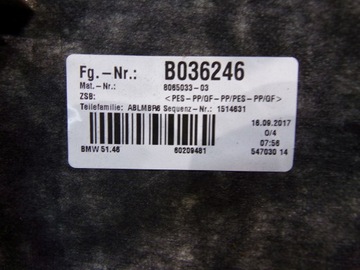 Fg.-Nr.: B036246
Mat.-Nr.: 8065033-03
ZSB: <PES-PP/GF-PP/PES-PP/GF>
Teilefamilie: ABLMBR6 Sequenz-Nr.: 1514631
16.09.2017
0/4
07:56
BMW 51.46 60209481 547030 14